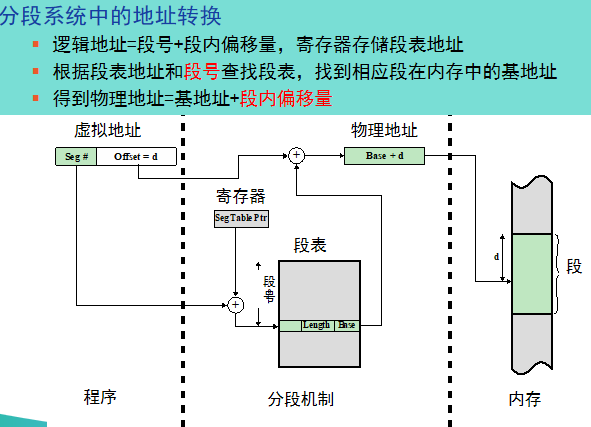 分段系统中的地址转换
逻辑地址=段号+段内偏移量，寄存器存储段表地址
根据段表地址和段号查找段表，找到相应段在内存中的基地址
得到物理地址=基地址+段内偏移量
虚拟地址
物理地址
Seg #
Offset = d
+
Base + d
寄存器
Seg Table Ptr
段表
d
段
段号
+
Length
Base
程序
分段机制
内存